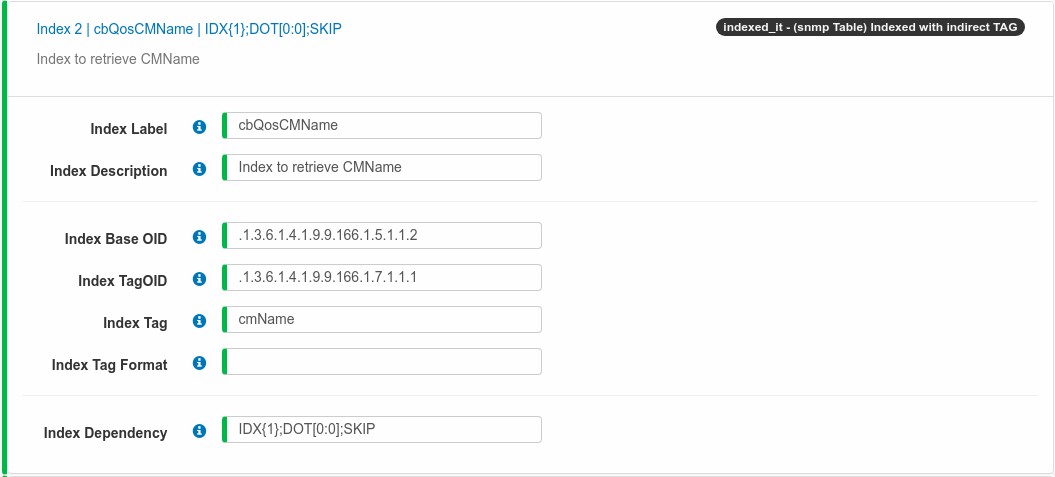 Index 2 | cbQosCMName | IDX{1};DOT[0:0];SKIP
indexed_it - (snmp Table) Indexed with indirect TAG
Index to retrieve CMName
Index Label cbQosCMName
Index Description Index to retrieve CMName
Index Base OID .1.3.6.1.4.1.9.9.166.1.5.1.1.2
Index TagOID .1.3.6.1.4.1.9.9.166.1.7.1.1.1
Index Tag cmName
Index Tag Format
Index Dependency IDX{1};DOT[0:0];SKIP